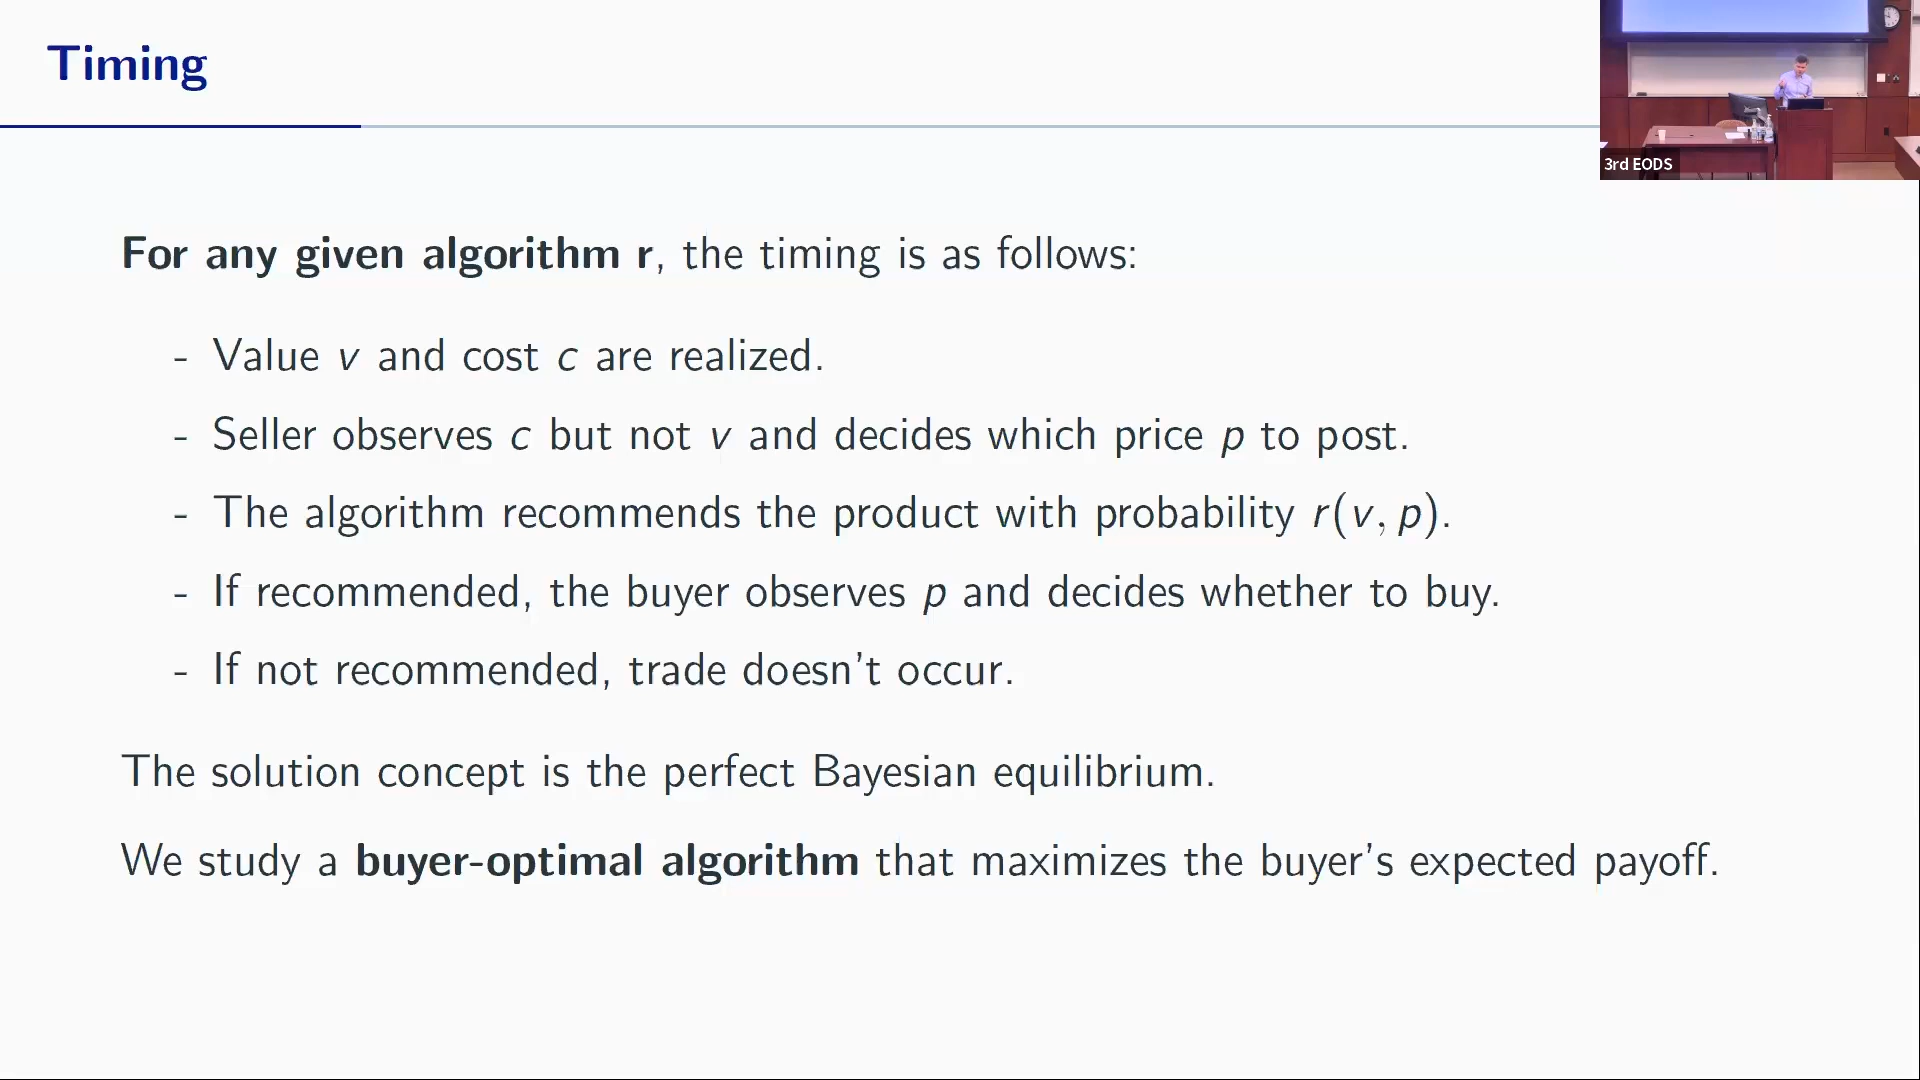 Timing
3rd EODS
For any given algorithm r, the timing is as follows:
- Value v and cost c are realized.
- Seller observes c but not v and decides which price p to post.
- The algorithm recommends the product with probability r(v, p).
- If recommended, the buyer observes p and decides whether to buy.
- If not recommended, trade doesn't occur.
The solution concept is the perfect Bayesian equilibrium.
We study a buyer-optimal algorithm that maximizes the buyer's expected payoff.